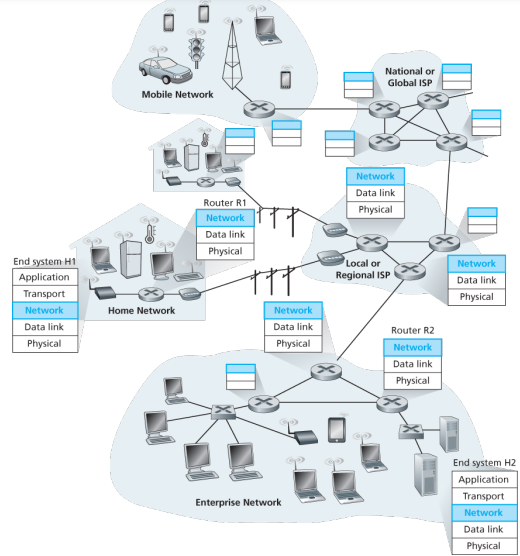 National or
Global ISP
Mobile Network
Network
Data link
Physical
Router R1
Network
Data link
Physical
End system H1
Application
Transport
Network
Data link
Physical
Home Network
Local or
Regional ISP
Network
Data link
Physical
Network
Data link
Physical
Router R2
Network
Data link
Physical
Enterprise Network
End system H2
Application
Transport
Network
Data link
Physical